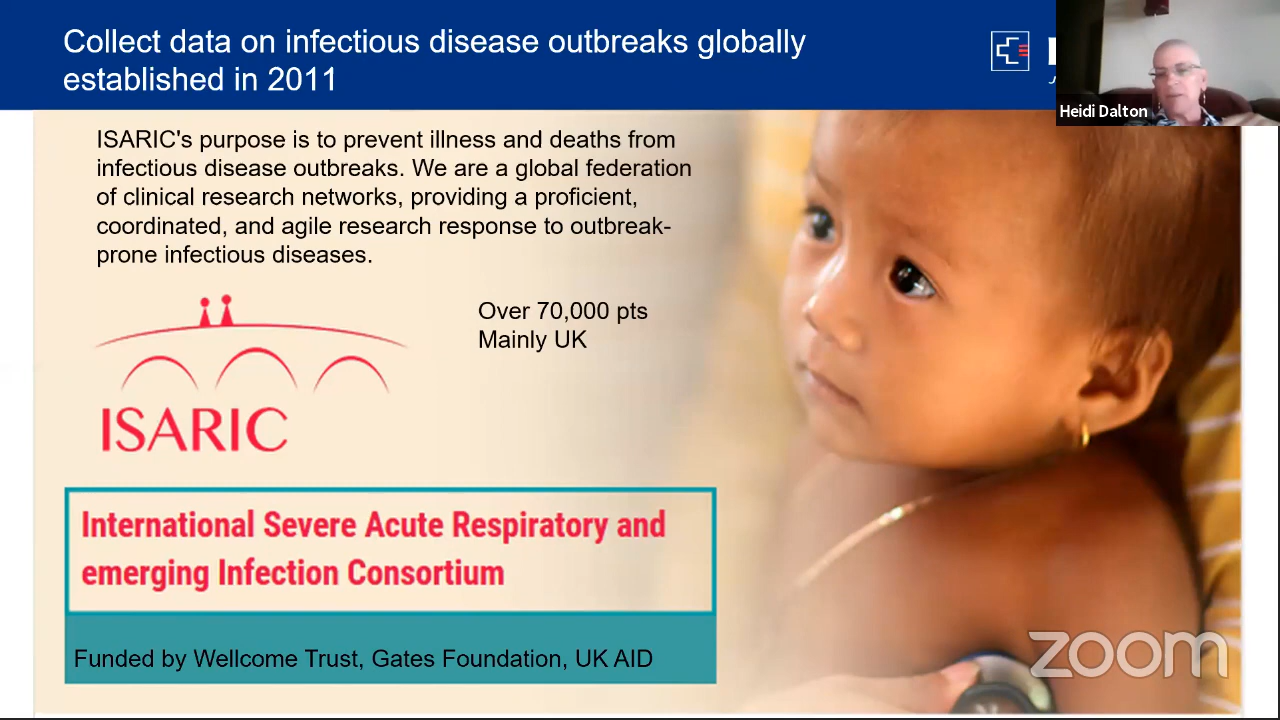 Collect data on infectious disease outbreaks globally
established in 2011
Heidi Dalton
ISARIC's purpose is to prevent illness and deaths from
infectious disease outbreaks. We are a global federation
of clinical research networks, providing a proficient,
coordinated, and agile research response to outbreak-
prone infectious diseases.
Over 70,000 pts
Mainly UK
ISARIC
International Severe Acute Respiratory and
emerging Infection Consortium
Funded by Wellcome Trust, Gates Foundation, UK AID
zoom